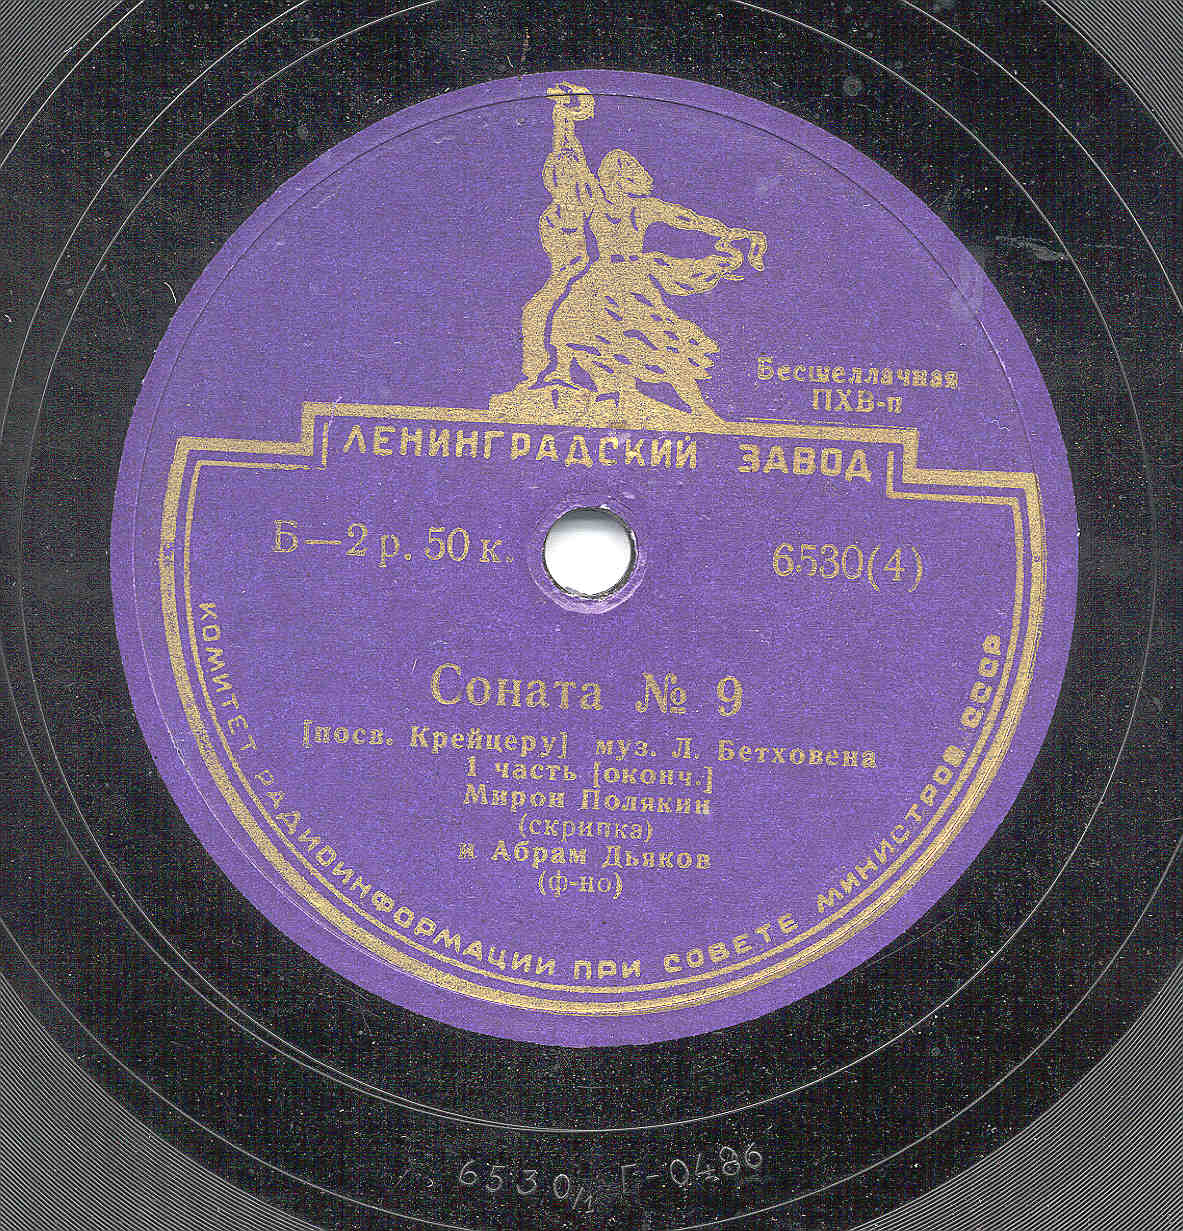 Бесшеллачная
ПХВ-п
ЛЕНИНГРАДСКИЙ ЗАВОД
Б—2 р. 50 к.
6530(4)
Соната № 9
[посв. Крейцеру] муз. Л. Бетховена
1 часть [оконч.]
Мирон Полякин
(скрипка)
и Абрам Дьяков
(ф-но)
КОМИТЕТ РАДИОИНФОРМАЦИИ ПРИ СОВЕТЕ МИНИСТРОВ СССР
6530/1 Г-0486